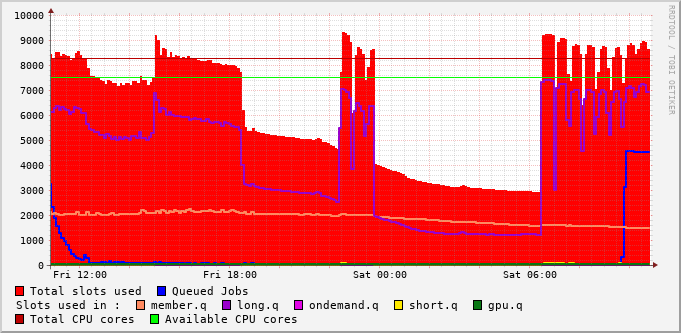 RRDTOOL / TOBI OETIKER
10000
9000
8000
7000
6000
5000
4000
3000
2000
1000
0
Fri 12:00 Fri 18:00 Sat 00:00 Sat 06:00
Total slots used Queued Jobs
Slots used in : member.q long.q ondemand.q short.q gpu.q
Total CPU cores Available CPU cores